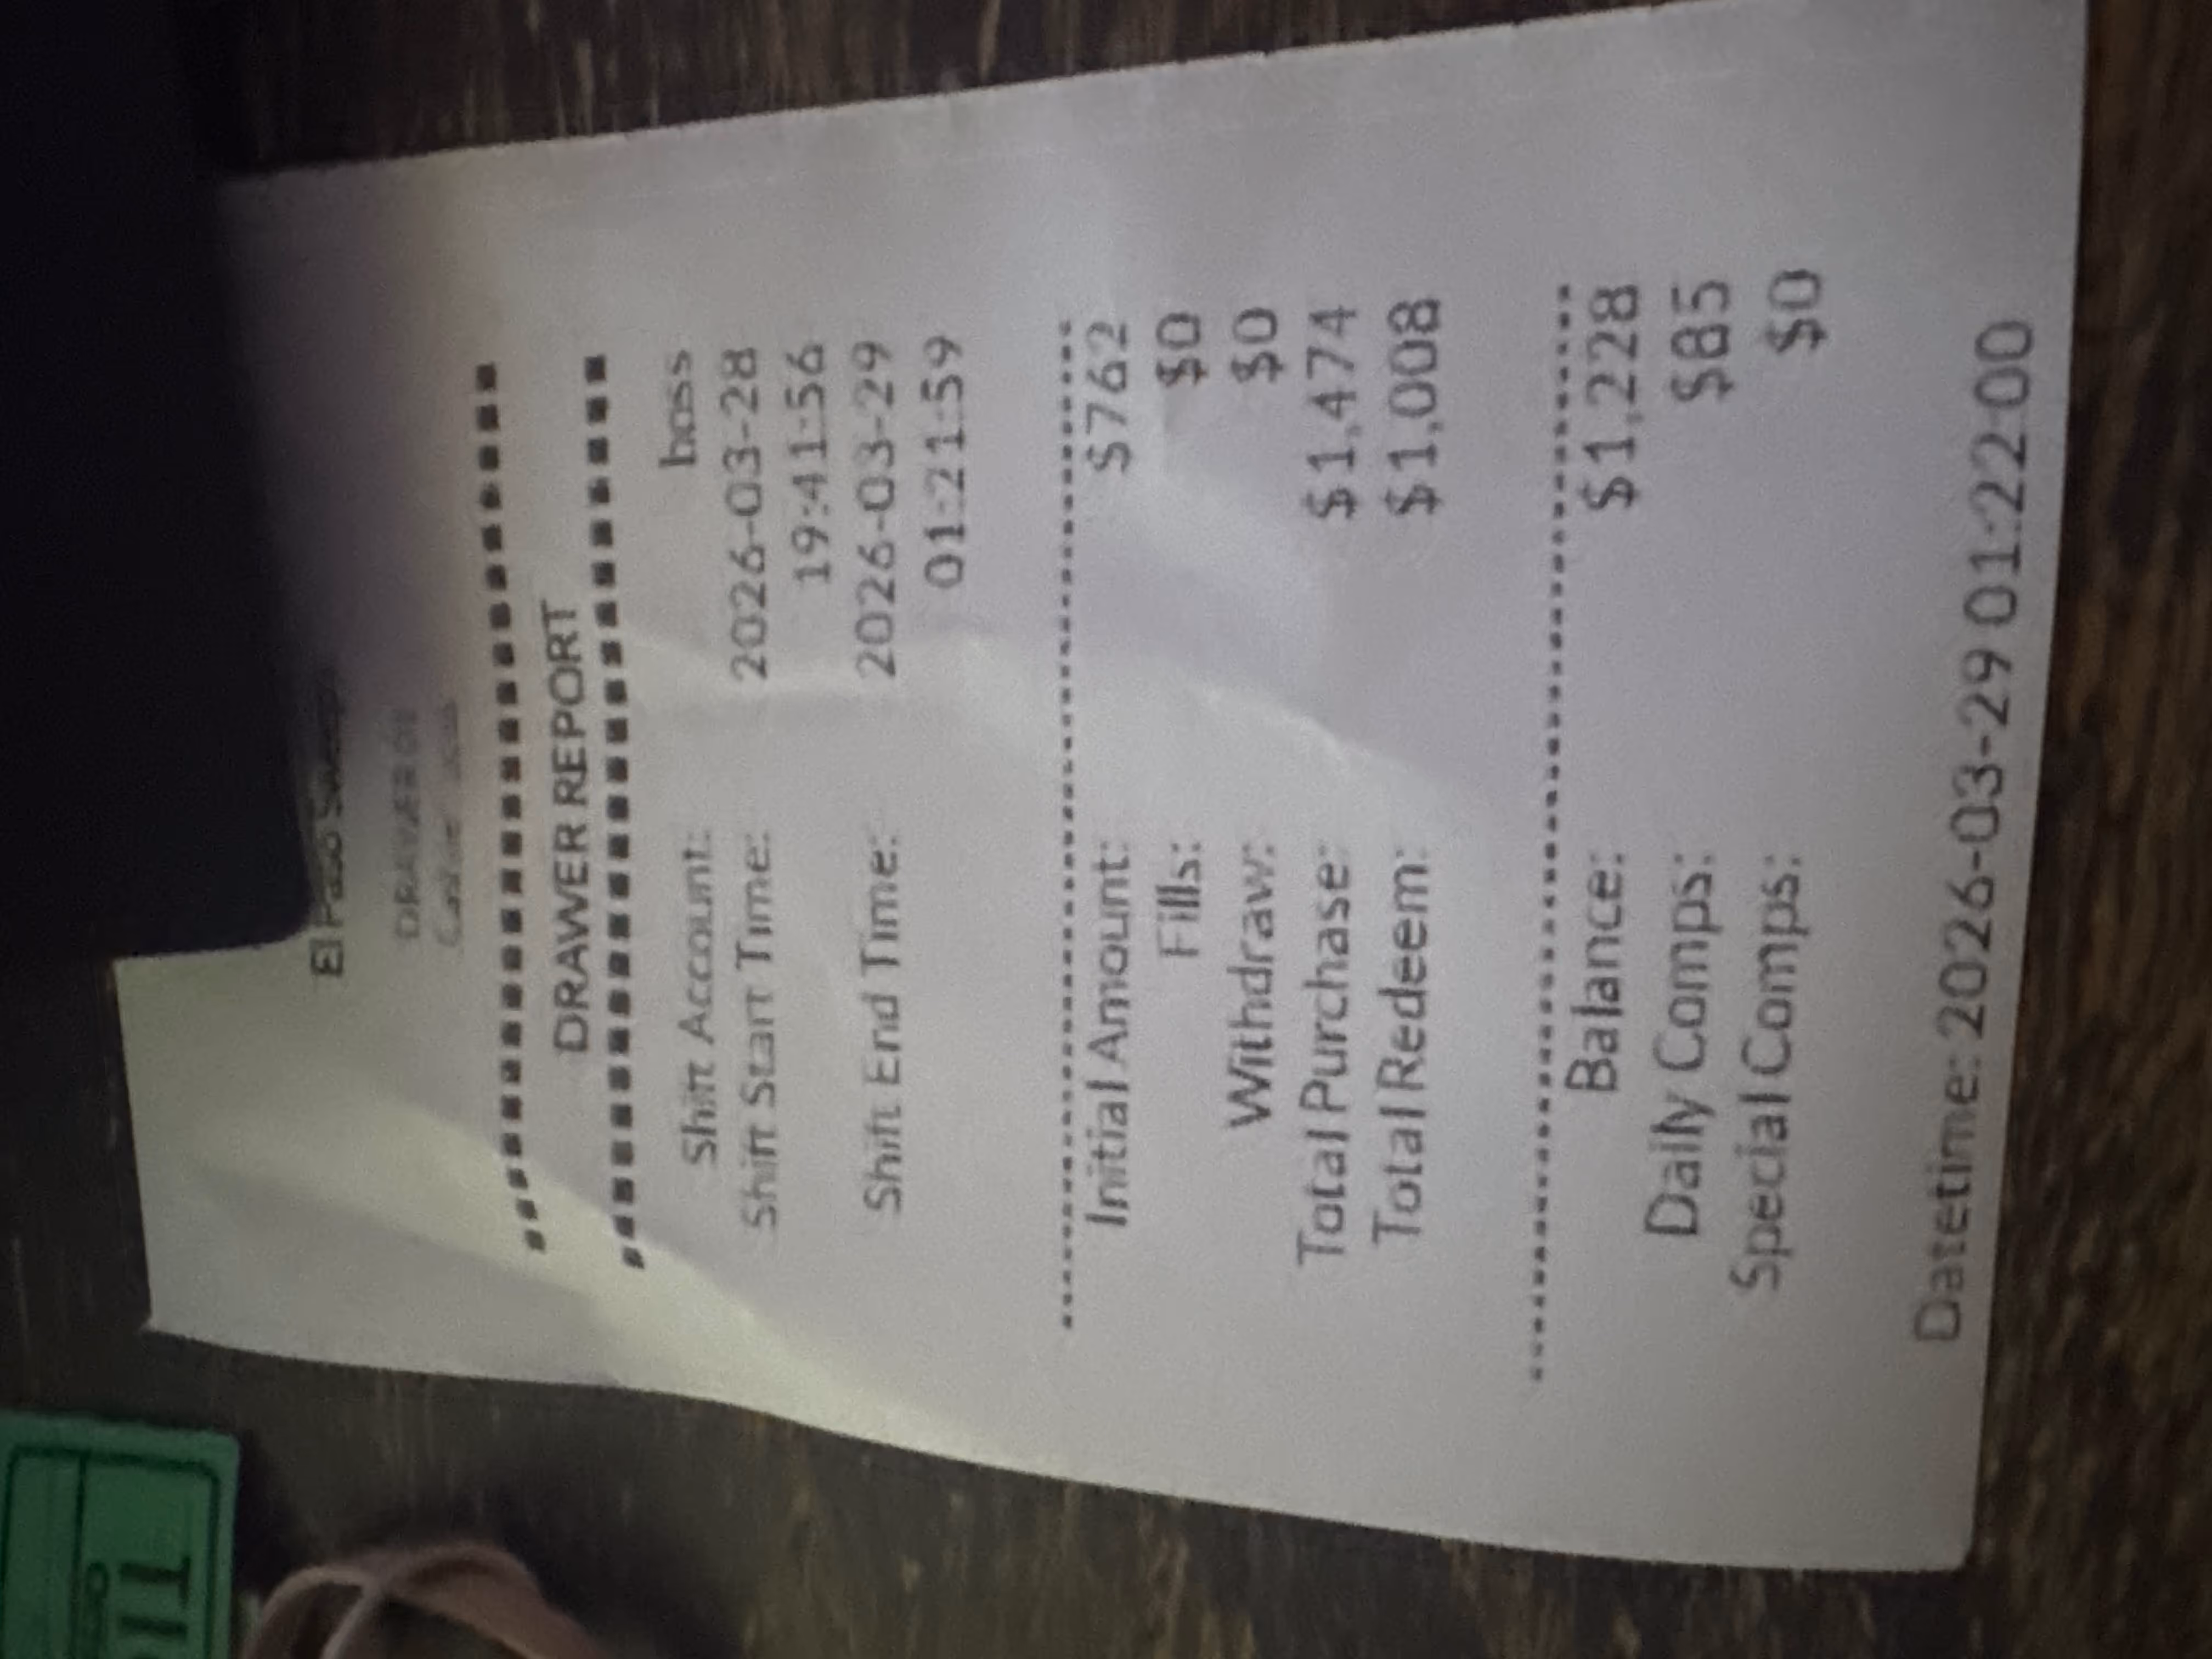 El Paso
DRAWER
DRAWER REPORT
Shift Account: boss
Shift Start Time: 2026-03-28
19:41:56
Shift End Time: 2026-03-29
01:21:59
Initial Amount: $762
Fills: $0
Withdraw: $0
Total Purchase: $1,474
Total Redeem: $1,008
Balance: $1,228
Daily Comps: $85
Special Comps: $0
Datetime: 2026-03-29 01:22:00